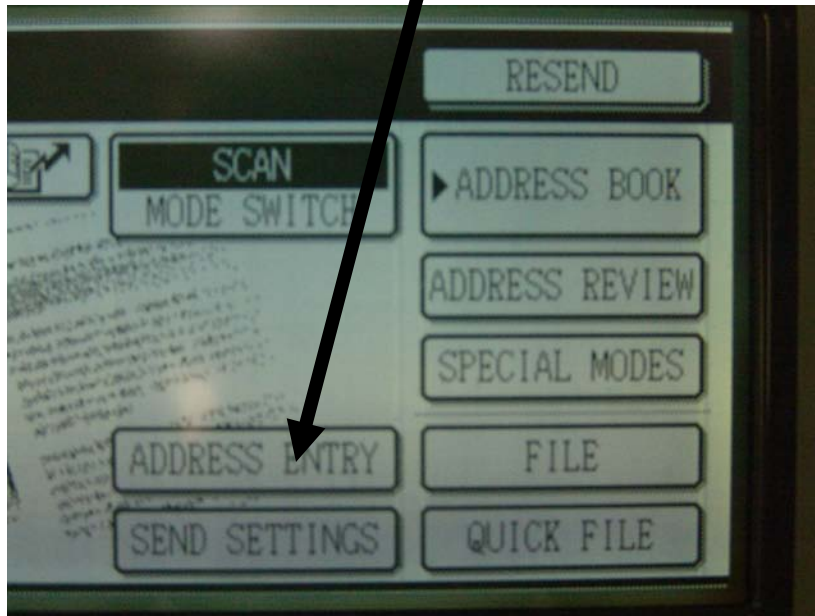 RESEND
SCAN
MODE SWITCH
ADDRESS BOOK
ADDRESS REVIEW
SPECIAL MODES
ADDRESS ENTRY
FILE
SEND SETTINGS
QUICK FILE